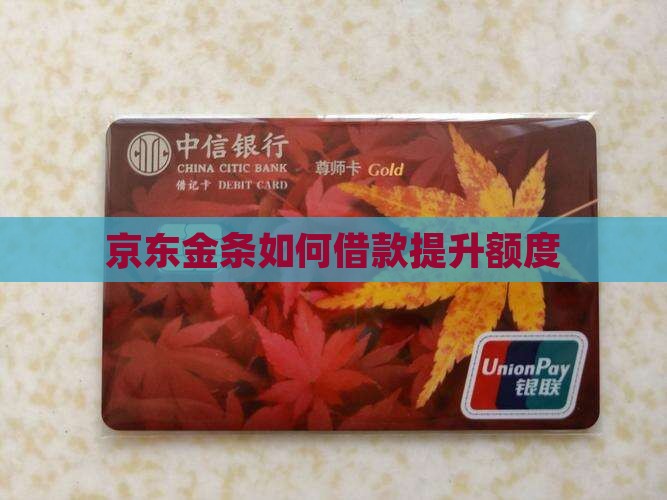 中信银行
CHINA CITIC BANK
借记卡 DEBIT CARD
尊师卡 Gold
京东金条如何借款提升额度
UnionPay
银联